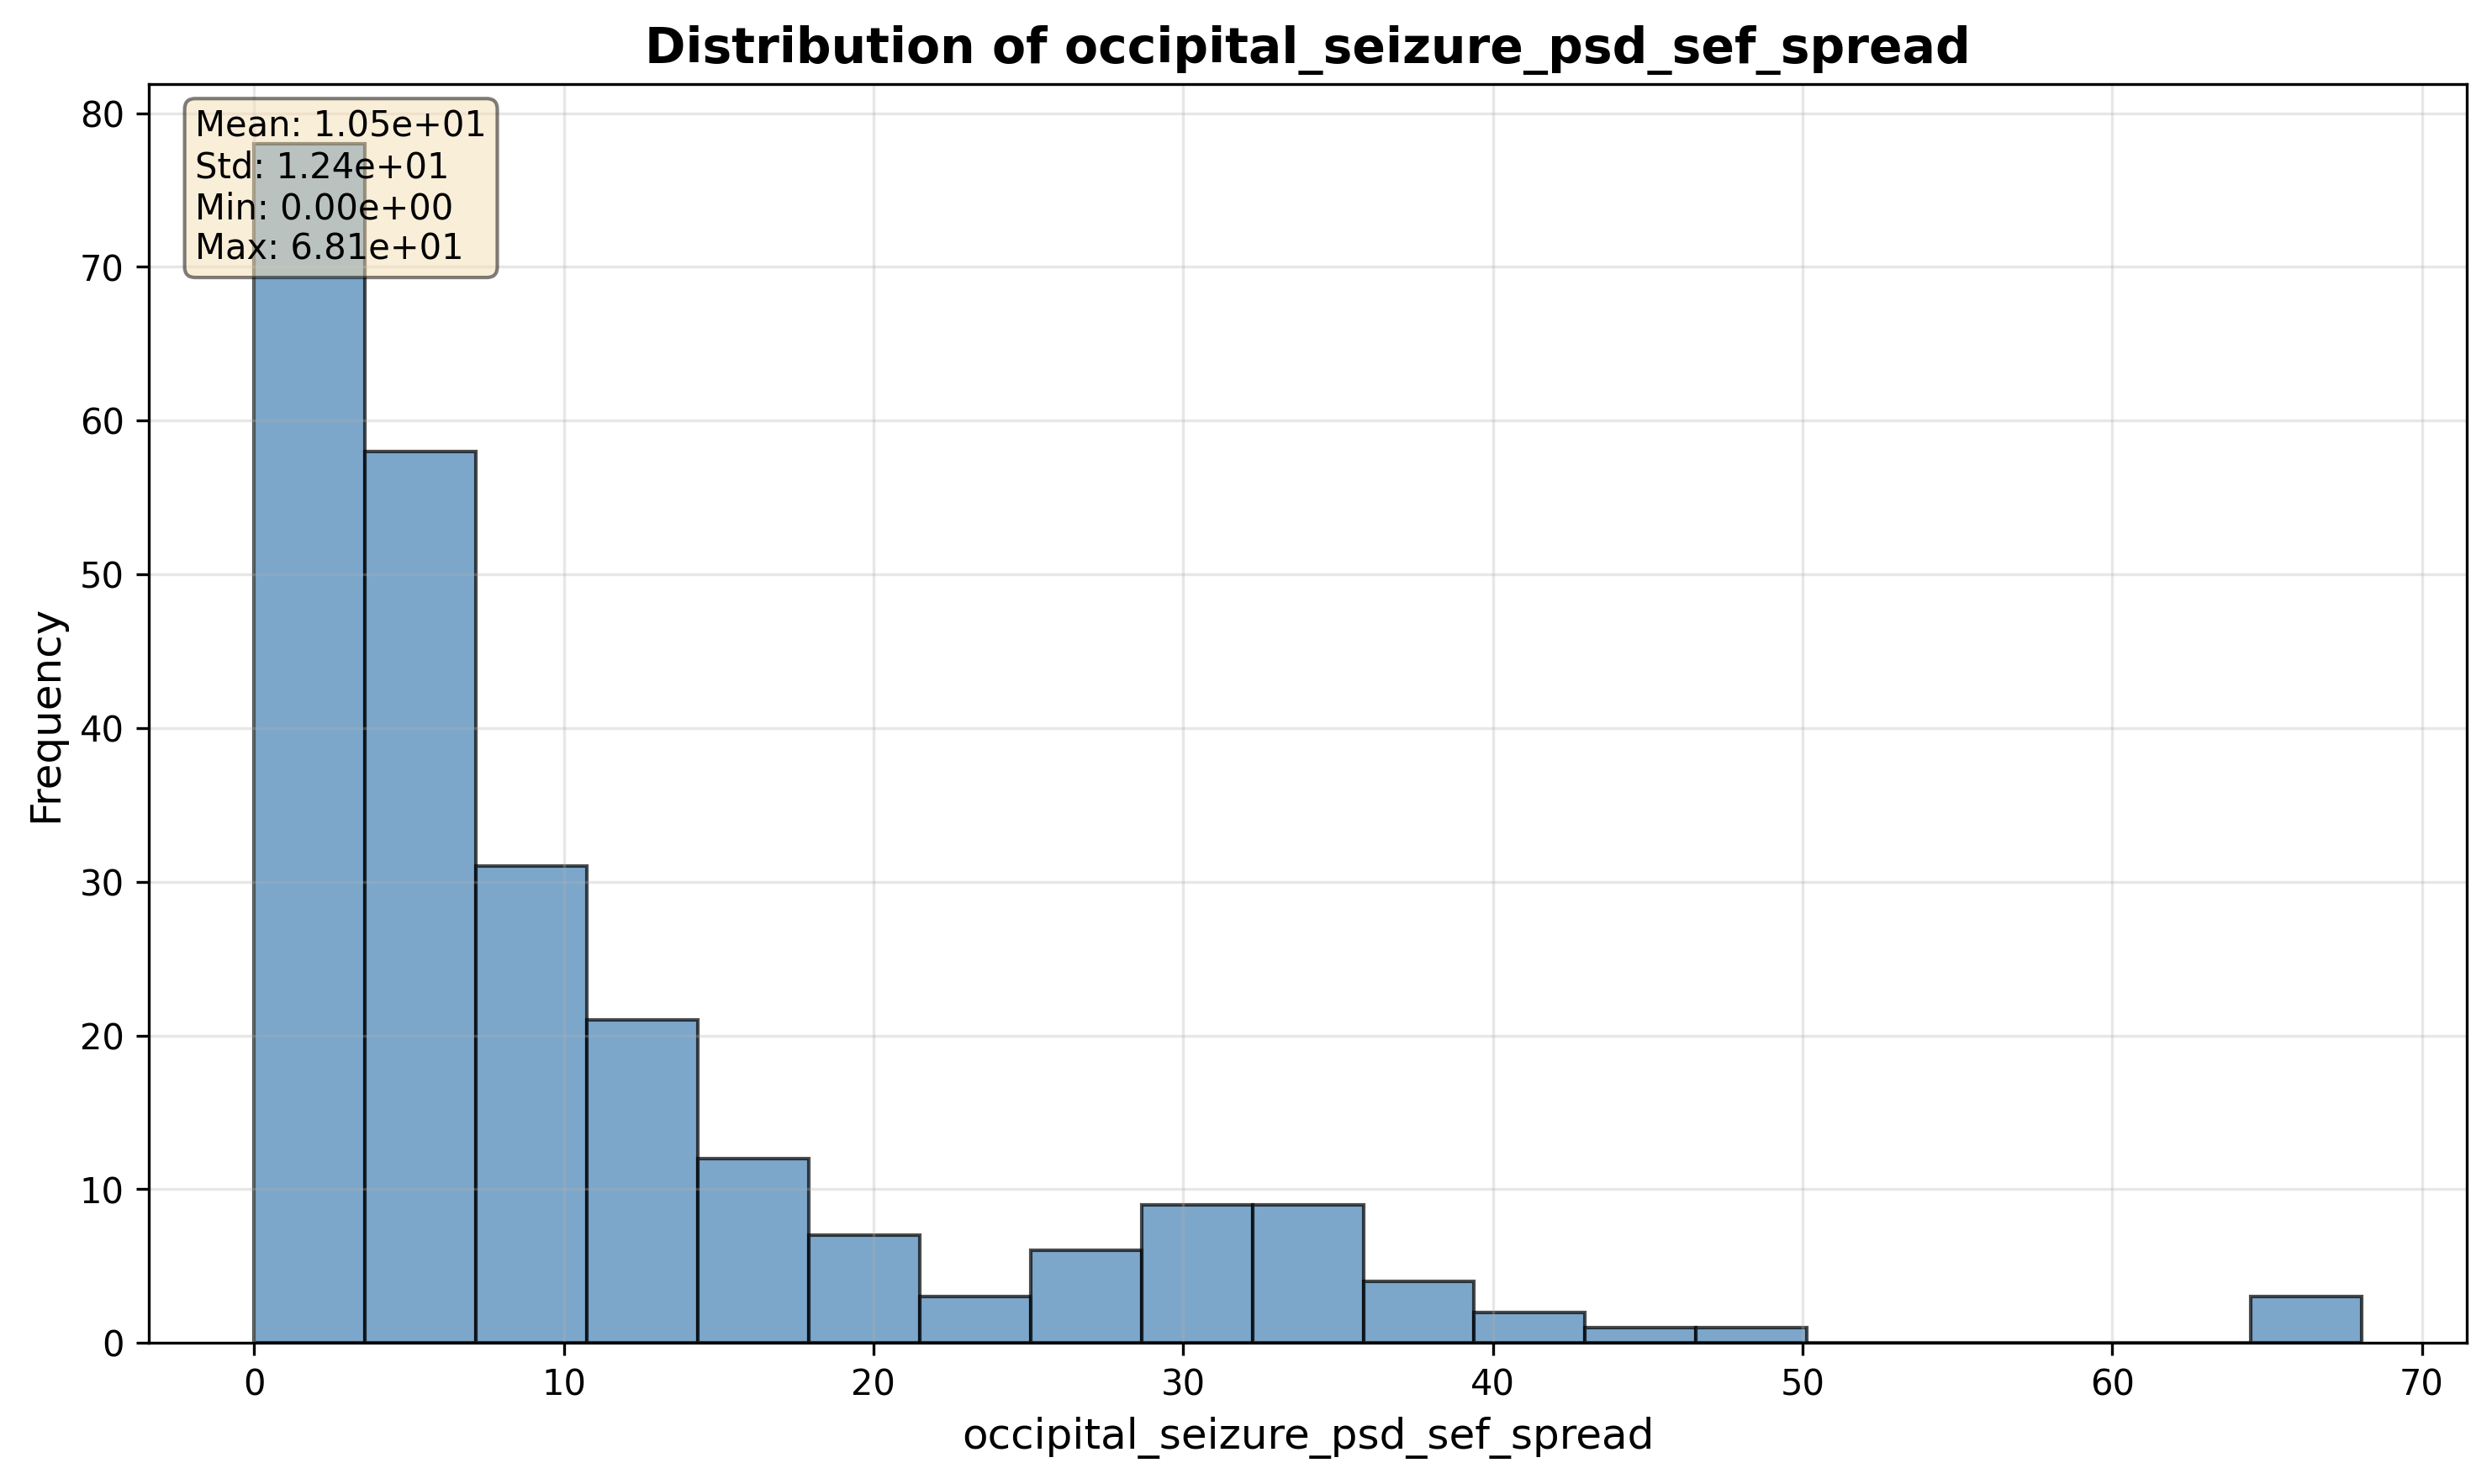 Distribution of occipital_seizure_psd_sef_spread
Mean: 1.05e+01
Std: 1.24e+01
Min: 0.00e+00
Max: 6.81e+01
80
70
60
50
40
30
20
10
0
Frequency
0 10 20 30 40 50 60 70
occipital_seizure_psd_sef_spread